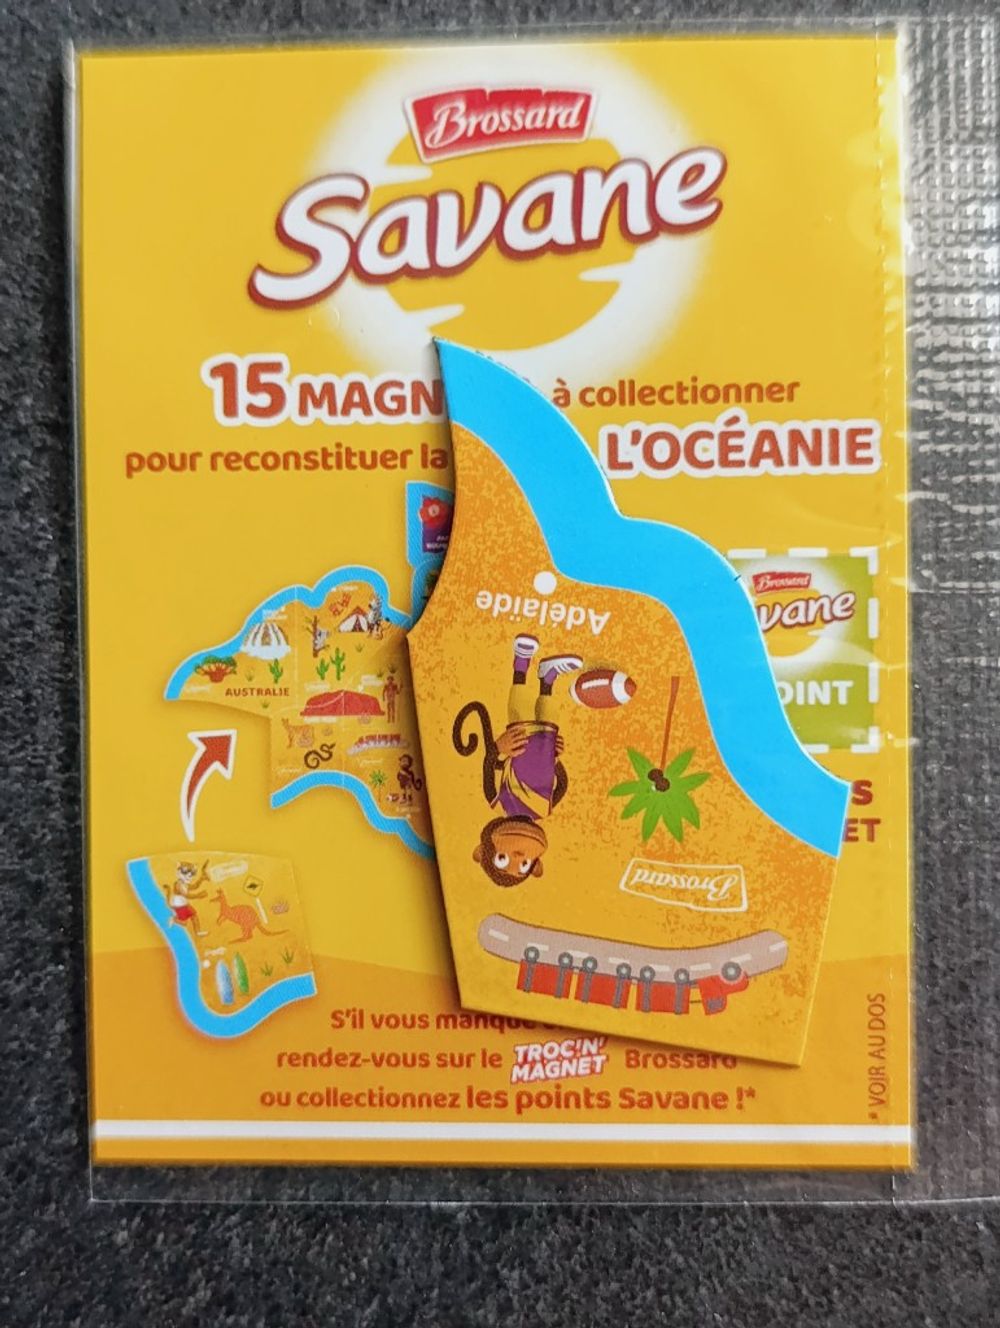 Brossard
Savane
15 MAGN à collectionner
pour reconstituer la L'OCÉANIE
AUSTRALIE
Brossard
vane
OINT
S
ET
Adélaïde
Brossard
S'il vous manque
rendez-vous sur le TROC'N' MAGNET Brossard
ou collectionnez les points Savane !*
* VOIR AU DOS